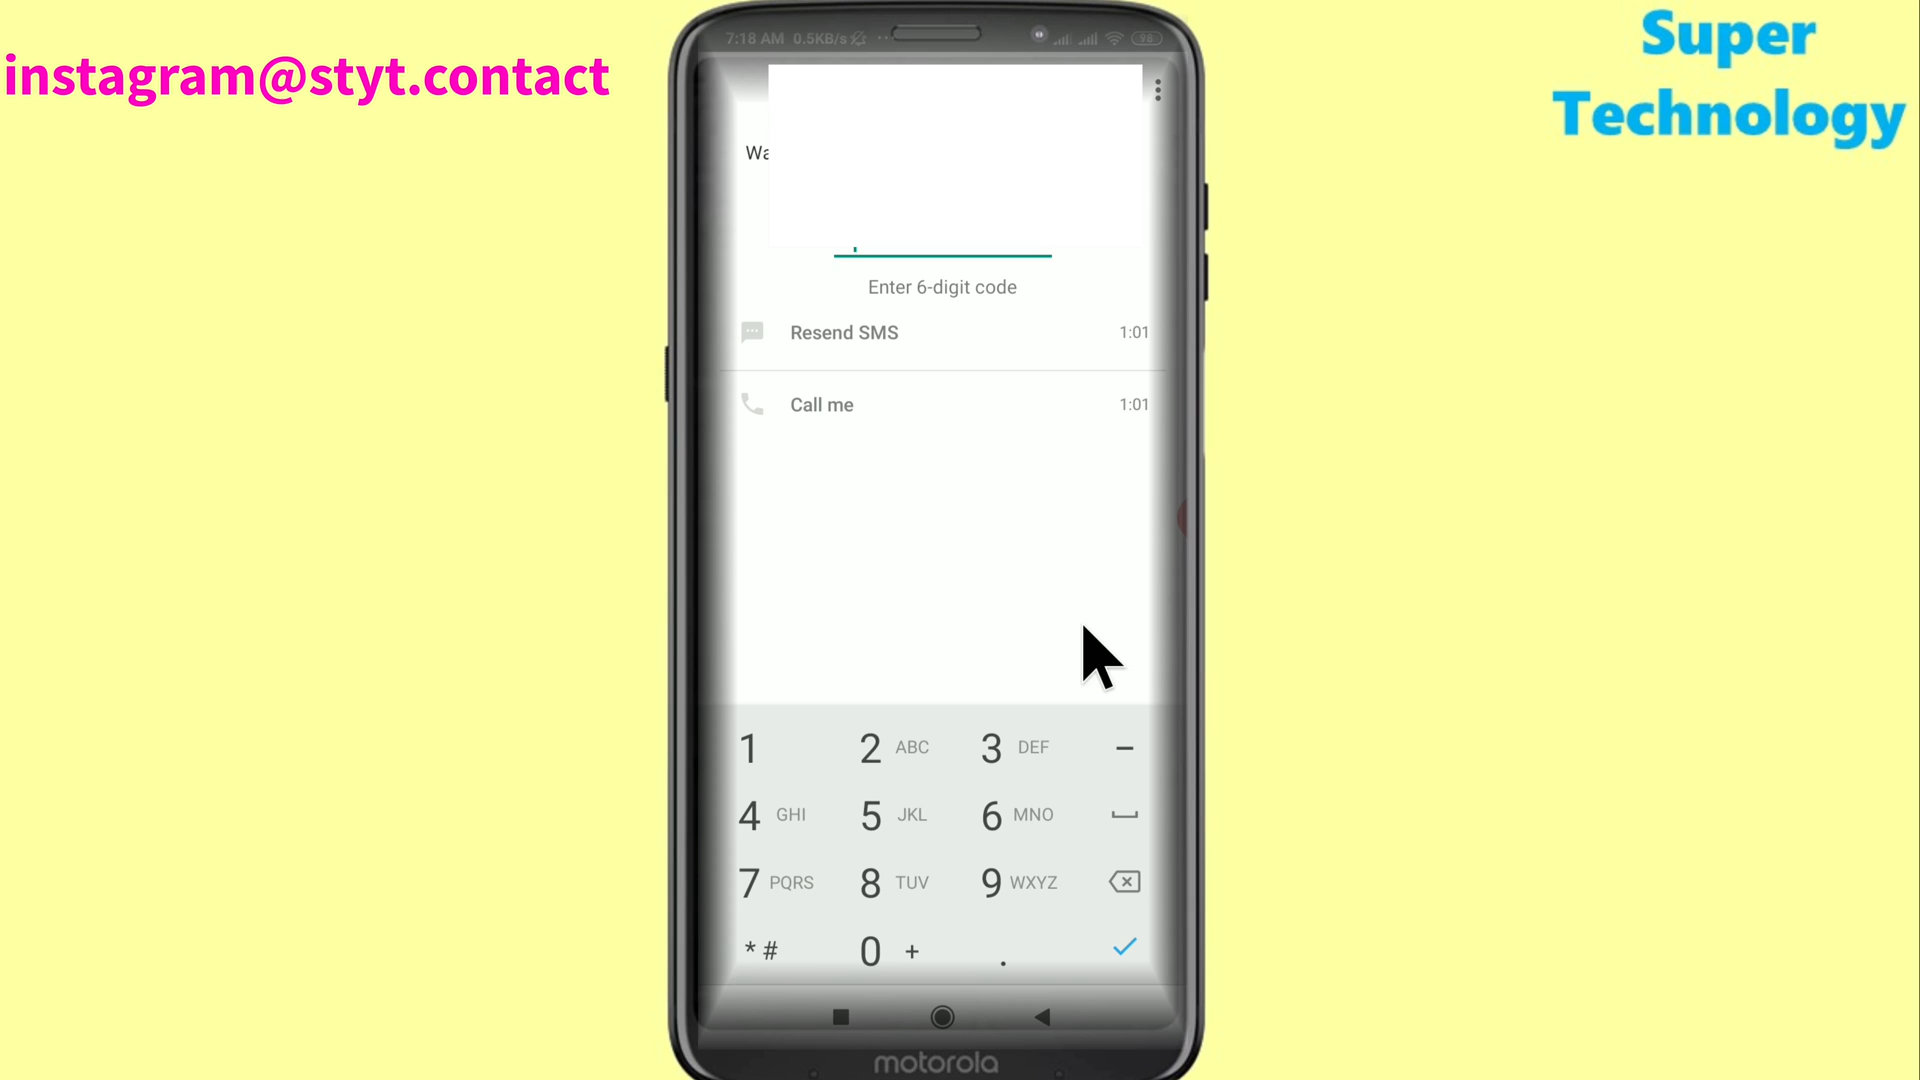 instagram@styt.contact
Super
Technology
7:18 AM 0.5KB/s
98
Wa
Enter 6-digit code
Resend SMS 1:01
Call me 1:01
1 2 ABC 3 DEF –
4 GHI 5 JKL 6 MNO
7 PQRS 8 TUV 9 WXYZ
* # 0 + .
motorola